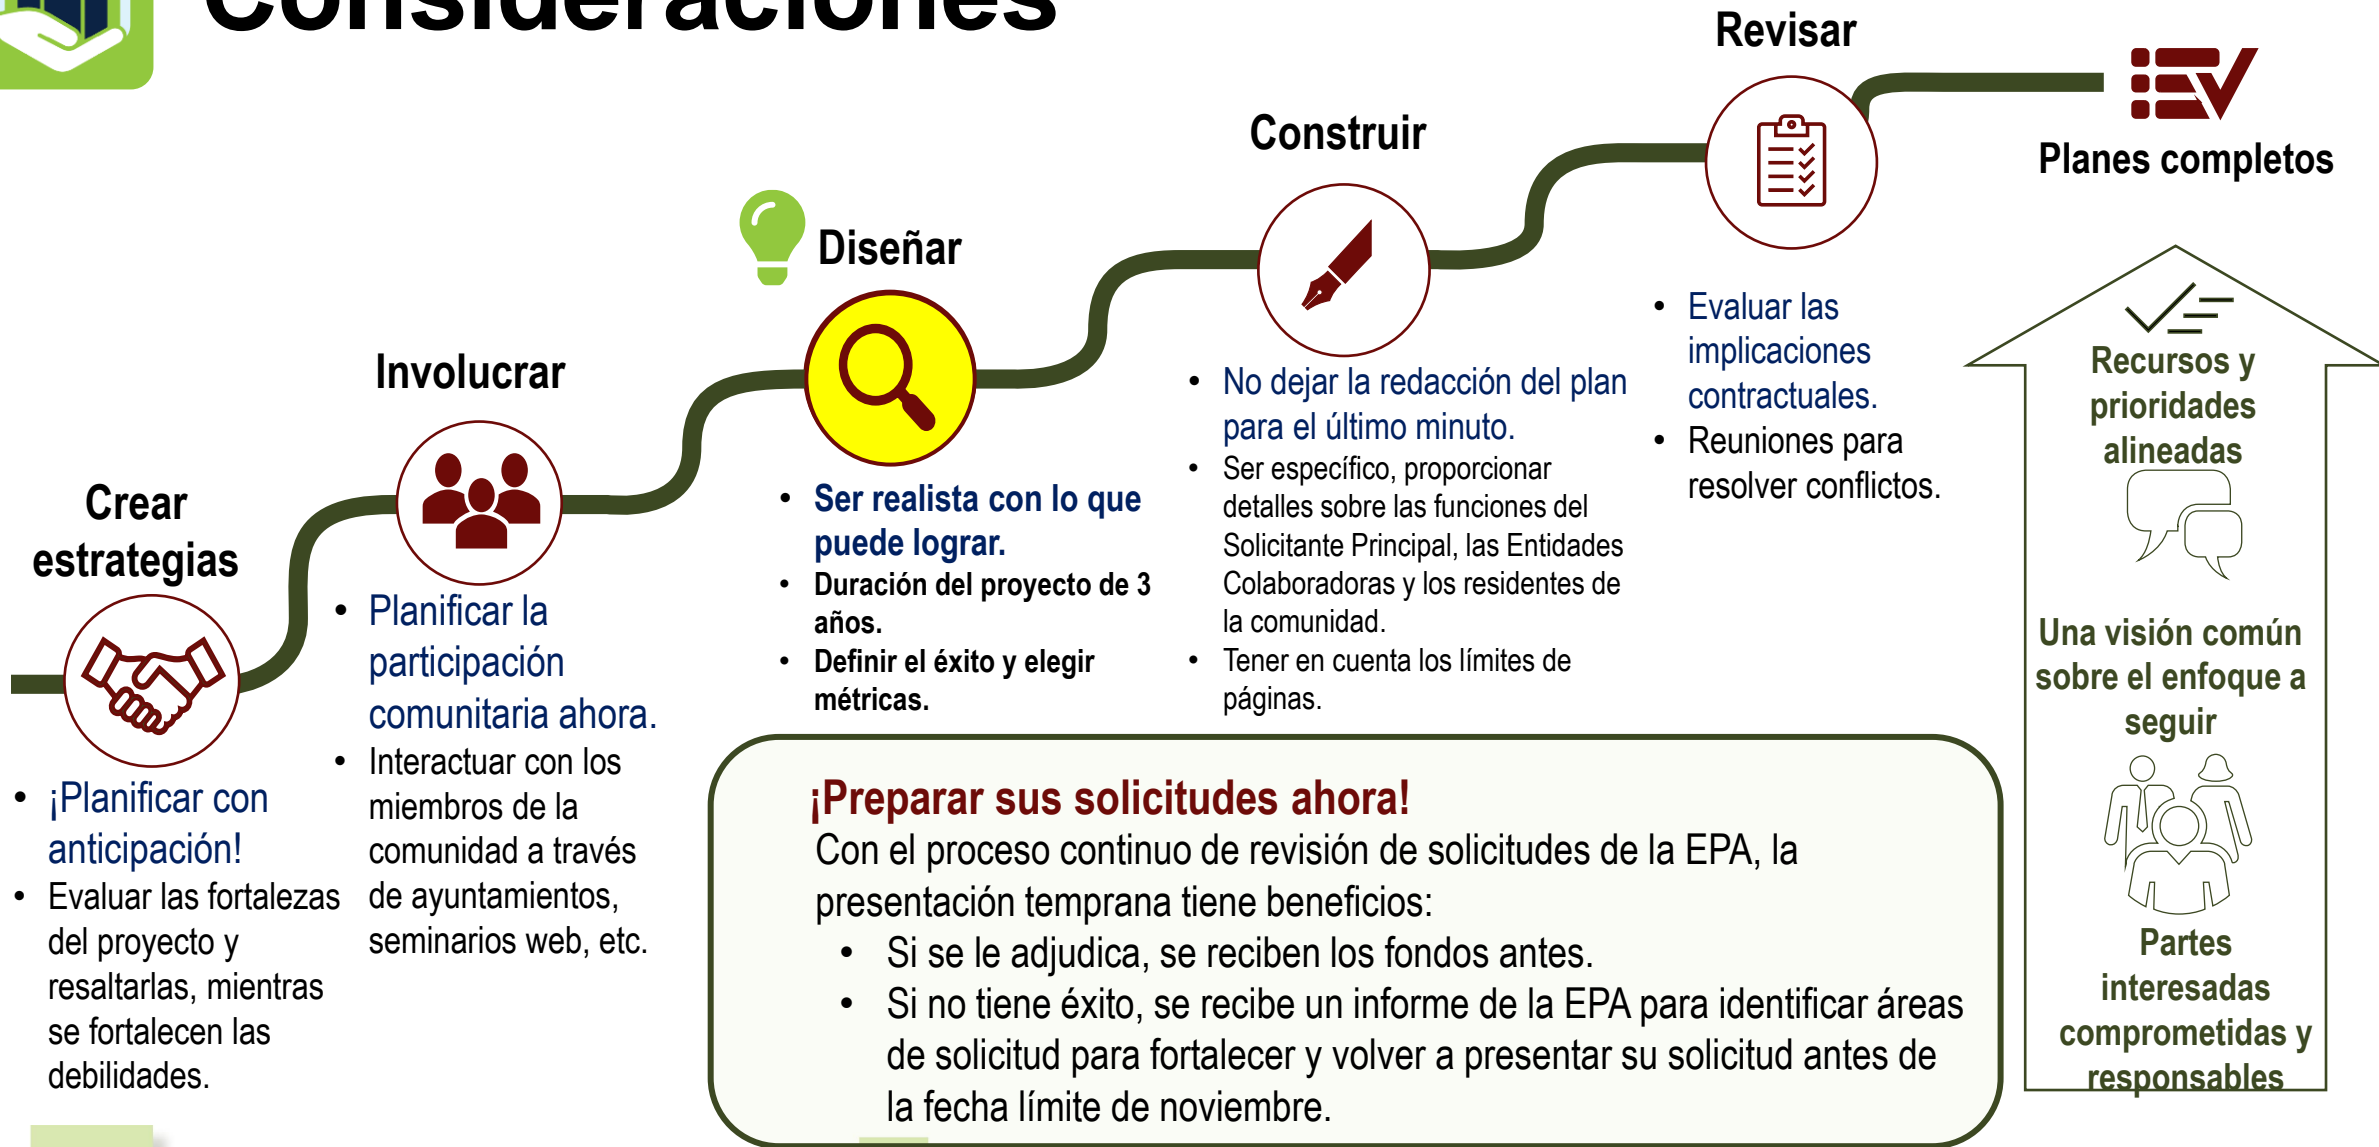 Consideraciones
Crear
estrategias
• ¡Planificar con
anticipación!
• Evaluar las fortalezas
del proyecto y
resaltarlas, mientras
se fortalecen las
debilidades.
Involucrar
• Planificar la
participación
comunitaria ahora.
• Interactuar con los
miembros de la
comunidad a través
de ayuntamientos,
seminarios web, etc.
Diseñar
• Ser realista con lo que
puede lograr.
• Duración del proyecto de 3
años.
• Definir el éxito y elegir
métricas.
Construir
• No dejar la redacción del plan
para el último minuto.
• Ser específico, proporcionar
detalles sobre las funciones del
Solicitante Principal, las Entidades
Colaboradoras y los residentes de
la comunidad.
• Tener en cuenta los límites de
páginas.
Revisar
• Evaluar las
implicaciones
contractuales.
• Reuniones para
resolver conflictos.
Planes completos
Recursos y
prioridades
alineadas
Una visión común
sobre el enfoque a
seguir
Partes
interesadas
comprometidas y
responsables
¡Preparar sus solicitudes ahora!
Con el proceso continuo de revisión de solicitudes de la EPA, la
presentación temprana tiene beneficios:
• Si se le adjudica, se reciben los fondos antes.
• Si no tiene éxito, se recibe un informe de la EPA para identificar áreas
de solicitud para fortalecer y volver a presentar su solicitud antes de
la fecha límite de noviembre.